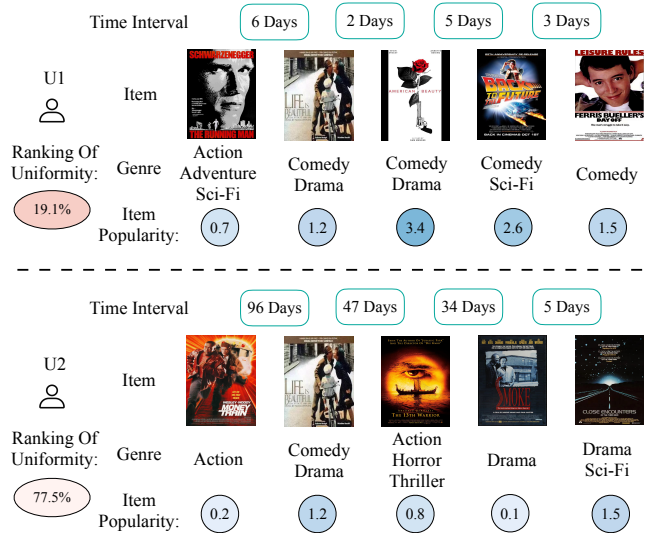 Time Interval
6 Days
2 Days
5 Days
3 Days
U1
Item
SCHWARZENEGGER
THE RUNNING MAN
LIFE IS
BEAUTIFUL
AMERICAN BEAUTY
BACK
TO THE
FUTURE
LEISURE RULES
FERRIS BUELLER'S
DAY OFF
Ranking Of
Uniformity:
19.1%
Genre
Action
Adventure
Sci-Fi
Comedy
Drama
Comedy
Drama
Comedy
Sci-Fi
Comedy
Item
Popularity:
0.7
1.2
3.4
2.6
1.5
Time Interval
96 Days
47 Days
34 Days
5 Days
U2
Item
MONEY
TRAIN
LIFE IS
BEAUTIFUL
THE 13TH WARRIOR
SMOKE
CLOSE ENCOUNTERS
Ranking Of
Uniformity:
77.5%
Genre
Action
Comedy
Drama
Action
Horror
Thriller
Drama
Drama
Sci-Fi
Item
Popularity:
0.2
1.2
0.8
0.1
1.5